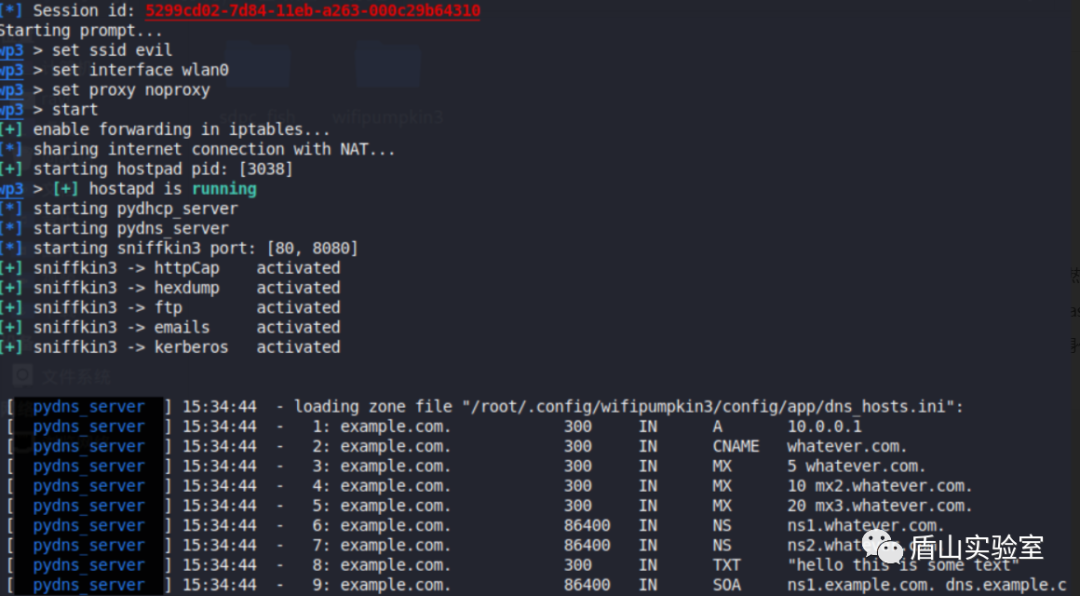 [*] Session id: 5299cd02-7d84-11eb-a263-000c29b64310
Starting prompt...
wp3 > set ssid evil
wp3 > set interface wlan0
wp3 > set proxy noproxy
wp3 > start
[+] enable forwarding in iptables...
[*] sharing internet connection with NAT...
[+] starting hostpad pid: [3038]
wp3 > [+] hostapd is running
[*] starting pydhcp_server
[*] starting pydns_server
[*] starting sniffkin3 port: [80, 8080]
[+] sniffkin3 -> httpCap activated
[+] sniffkin3 -> hexdump activated
[+] sniffkin3 -> ftp activated
[+] sniffkin3 -> emails activated
[+] sniffkin3 -> kerberos activated
文件系统
[ pydns_server ] 15:34:44 - loading zone file "/root/.config/wifipumpkin3/config/app/dns_hosts.ini":
[ pydns_server ] 15:34:44 - 1: example.com. 300 IN A 10.0.0.1
[ pydns_server ] 15:34:44 - 2: example.com. 300 IN CNAME whatever.com.
[ pydns_server ] 15:34:44 - 3: example.com. 300 IN MX 5 whatever.com.
[ pydns_server ] 15:34:44 - 4: example.com. 300 IN MX 10 mx2.whatever.com.
[ pydns_server ] 15:34:44 - 5: example.com. 300 IN MX 20 mx3.whatever.com.
[ pydns_server ] 15:34:44 - 6: example.com. 86400 IN NS ns1.whatever.com.
[ pydns_server ] 15:34:44 - 7: example.com. 86400 IN NS
[ pydns_server ] 15:34:44 - 8: example.com. 300 IN TXT "hello this is some text"
[ pydns_server ] 15:34:44 - 9: example.com. 86400 IN SOA ns1.example.com. dns.example.c
盾山实验室
wifipumpkin3